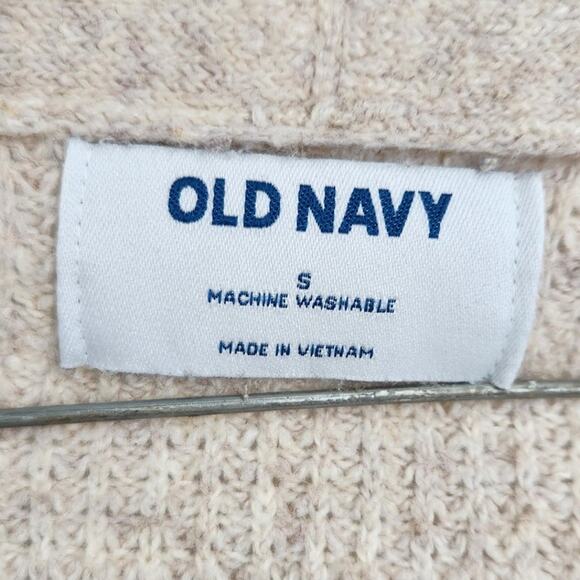 OLD NAVY
S
MACHINE WASHABLE
MADE IN VIETNAM